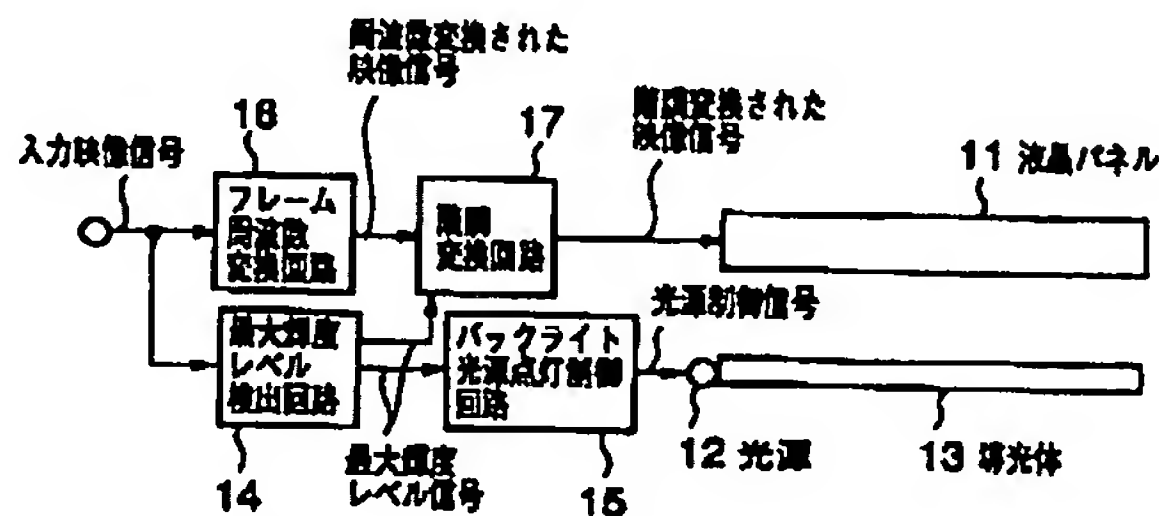 周波数変換された
映像信号
16
17
階調変換された
映像信号
入力映像信号
11 液晶パネル
フレーム
周波数
変換回路
階調
変換回路
光源制御信号
最大輝度
レベル
検出回路
バックライト
光源点灯制御
回路
14
最大輝度
レベル信号
15
12 光源
13 導光体